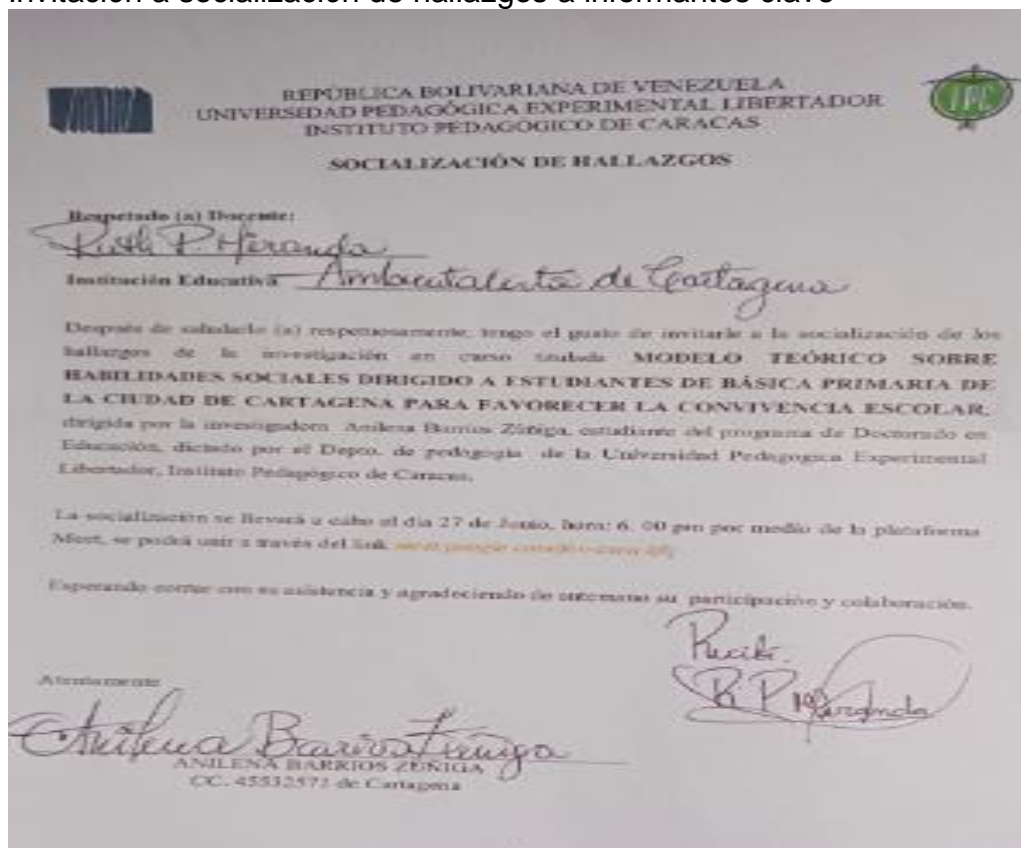 Invitación a socialización de hallazgos a informantes clave
REPÚBLICA BOLIVARIANA DE VENEZUELA
UNIVERSIDAD PEDAGÓGICA EXPERIMENTAL LIBERTADOR
INSTITUTO PEDAGÓGICO DE CARACAS
IPC
SOCIALIZACIÓN DE HALLAZGOS
Respetado (a) Docente:
Ruth P. Miranda
Institución Educativa Ambientalista de Cartagena
Después de saludarlo (a) respetuosamente, tengo el gusto de invitarle a la socialización de los
hallazgos de la investigación en curso titulada MODELO TEÓRICO SOBRE
HABILIDADES SOCIALES DIRIGIDO A ESTUDIANTES DE BÁSICA PRIMARIA DE
LA CIUDAD DE CARTAGENA PARA FAVORECER LA CONVIVENCIA ESCOLAR,
dirigida por la investigadora Anilena Barrios Zúñiga, estudiante del programa de Doctorado en
Educación, dictado por el Depto. de pedagogía de la Universidad Pedagogica Experimental
Libertador, Instituto Pedagógico de Caracas.
La socialización se llevará a cabo el día 27 de Junio, hora: 6. 00 pm por medio de la plataforma
Meet, se podrá unir a través del link
Esperando contar con su asistencia y agradeciendo de antemano su participación y colaboración.
Recibí.
R P Miranda
Atentamente
Anilena Barrios Zúñiga
ANILENA BARRIOS ZÚÑIGA
CC. 45532571 de Cartagena